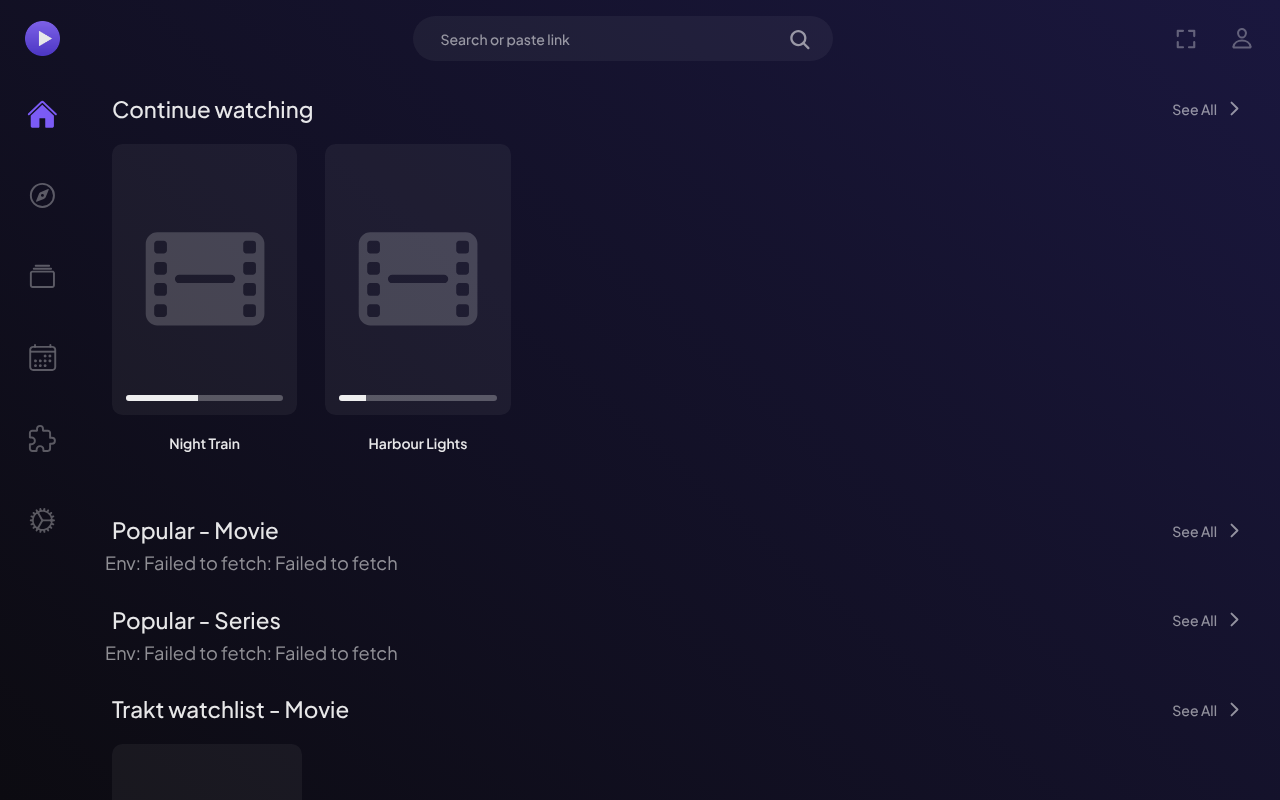 Search or paste link
Continue watching
See All
Night Train
Harbour Lights
Popular - Movie
See All
Env: Failed to fetch: Failed to fetch
Popular - Series
See All
Env: Failed to fetch: Failed to fetch
Trakt watchlist - Movie
See All